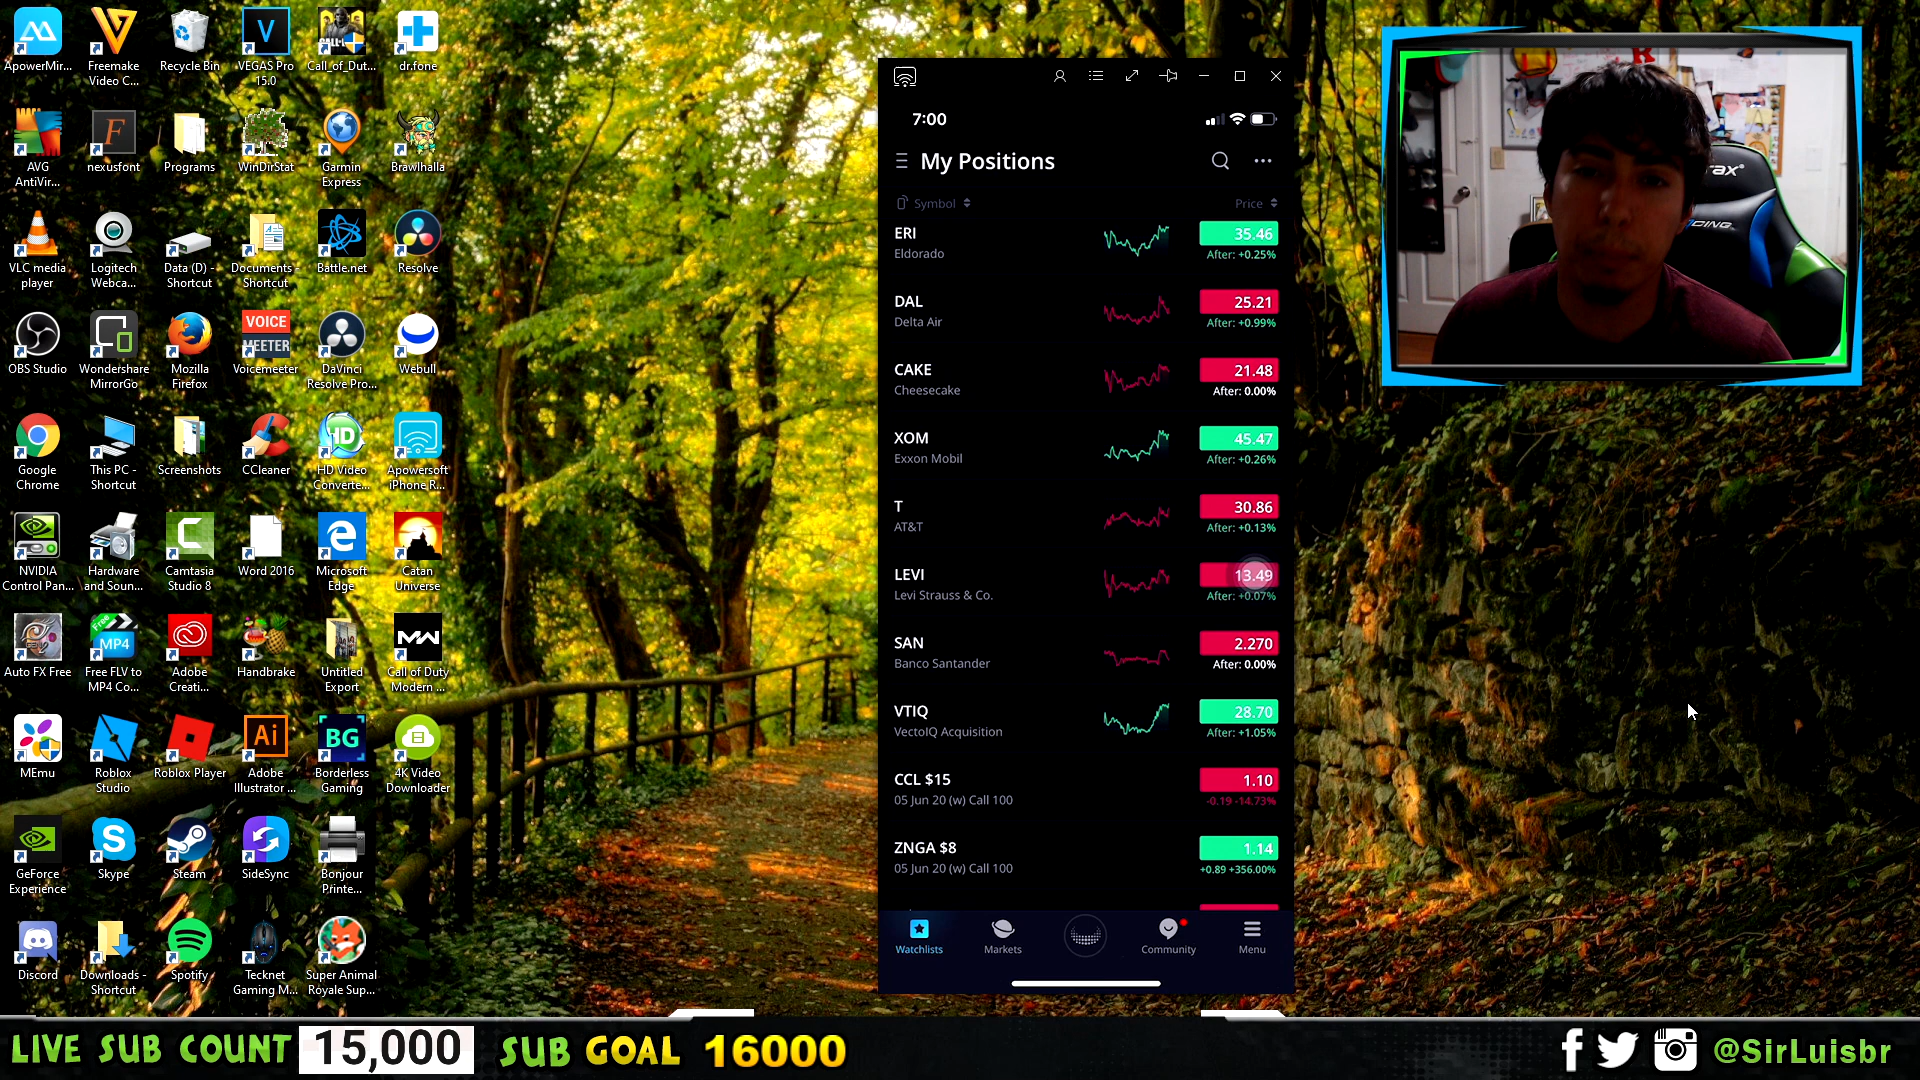 ApowerMir...
Freemake Video C...
Recycle Bin
VEGAS Pro 15.0
Call_of_Dut...
dr.fone
AVG AntiVir...
nexusfont
Programs
WinDirStat
Garmin Express
Brawlhalla
VLC media player
Logitech Webca...
Data (D) - Shortcut
Documents - Shortcut
Battle.net
Resolve
OBS Studio
Wondershare MirrorGo
Mozilla Firefox
VOICE
MEETER
Voicemeeter
DaVinci Resolve Pro...
Webull
Google Chrome
This PC - Shortcut
Screenshots
CCleaner
HD Video Converte...
Apowersoft iPhone R...
NVIDIA Control Pan...
Hardware and Soun...
Camtasia Studio 8
Word 2016
Microsoft Edge
Catan Universe
Auto FX Free
Free FLV to MP4 Co...
Adobe Creati...
Handbrake
Untitled Export
Call of Duty Modern ...
MEmu
Roblox Studio
Roblox Player
Adobe Illustrator ...
Borderless Gaming
4K Video Downloader
GeForce Experience
Skype
Steam
SideSync
Bonjour Printe...
Discord
Downloads - Shortcut
Spotify
Tecknet Gaming M...
Super Animal Royale Sup...
7:00
My Positions
Symbol Price
ERI 35.46
Eldorado After: +0.25%
DAL 25.21
Delta Air After: +0.99%
CAKE 21.48
Cheesecake After: 0.00%
XOM 45.47
Exxon Mobil After: +0.26%
T 30.86
AT&T After: +0.13%
LEVI 13.49
Levi Strauss & Co. After: +0.07%
SAN 2.270
Banco Santander After: 0.00%
VTIQ 28.70
VectoIQ Acquisition After: +1.05%
CCL $15 1.10
05 Jun 20 (w) Call 100 -0.19 -14.73%
ZNGA $8 1.14
05 Jun 20 (w) Call 100 +0.89 +356.00%
Watchlists Markets Community Menu
LIVE SUB COUNT 15,000 SUB GOAL 16000
@SirLuisbr